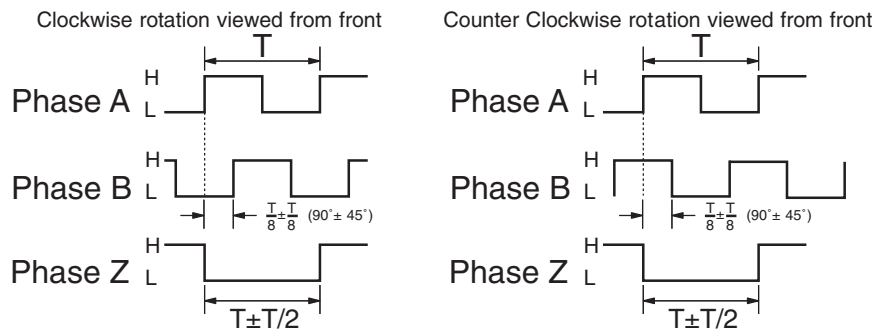 Clockwise rotation viewed from front
T
Phase A H L
Phase B H L
T/8±T/8 (90˚± 45˚)
Phase Z H L
T±T/2
Counter Clockwise rotation viewed from front
T
Phase A H L
Phase B H L
T/8±T/8 (90˚± 45˚)
Phase Z H L
T±T/2